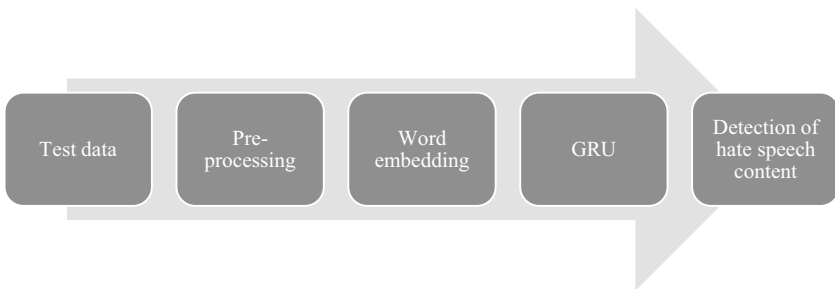 Test data
Pre-
processing
Word
embedding
GRU
Detection of
hate speech
content